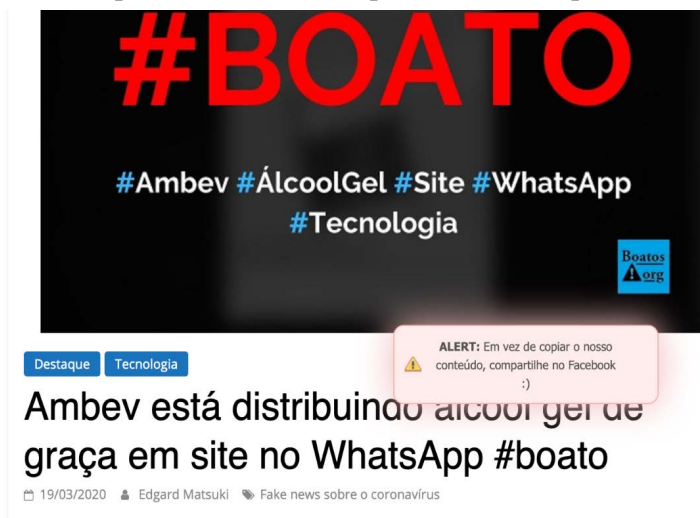 #BOATO
#Ambev #ÁlcoolGel #Site #WhatsApp
#Tecnologia
Boatos
.org
ALERT: Em vez de copiar o nosso
conteúdo, compartilhe no Facebook
:)
Destaque Tecnologia
Ambev está distribuindo álcool gel de
graça em site no WhatsApp #boato
19/03/2020 Edgard Matsuki Fake news sobre o coronavírus